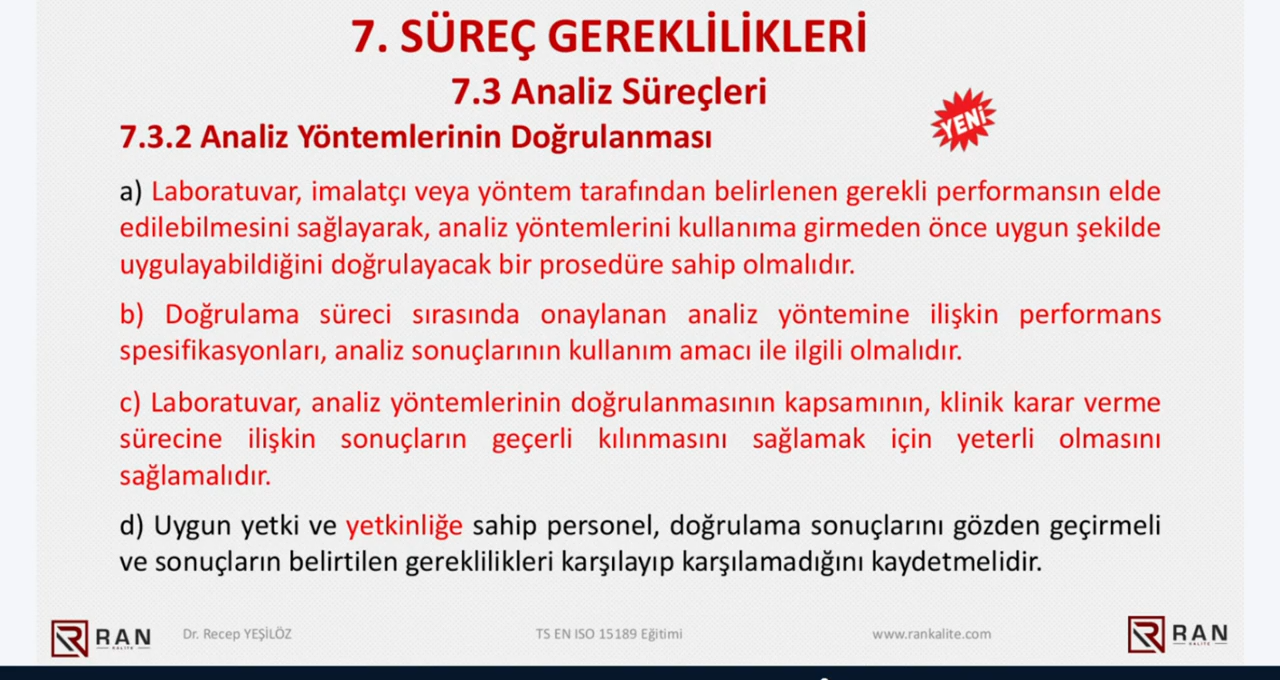 7. SÜREÇ GEREKLİLİKLERİ
7.3 Analiz Süreçleri
7.3.2 Analiz Yöntemlerinin Doğrulanması
YENİ
a) Laboratuvar, imalatçı veya yöntem tarafından belirlenen gerekli performansın elde
edilebilmesini sağlayarak, analiz yöntemlerini kullanıma girmeden önce uygun şekilde
uygulayabildiğini doğrulayacak bir prosedüre sahip olmalıdır.
b) Doğrulama süreci sırasında onaylanan analiz yöntemine ilişkin performans
spesifikasyonları, analiz sonuçlarının kullanım amacı ile ilgili olmalıdır.
c) Laboratuvar, analiz yöntemlerinin doğrulanmasının kapsamının, klinik karar verme
sürecine ilişkin sonuçların geçerli kılınmasını sağlamak için yeterli olmasını
sağlamalıdır.
d) Uygun yetki ve yetkinliğe sahip personel, doğrulama sonuçlarını gözden geçirmeli
ve sonuçların belirtilen gereklilikleri karşılayıp karşılamadığını kaydetmelidir.
RAN
KALİTE
Dr. Recep YEŞİLÖZ
TS EN ISO 15189 Eğitimi
www.rankalite.com
RAN
KALİTE